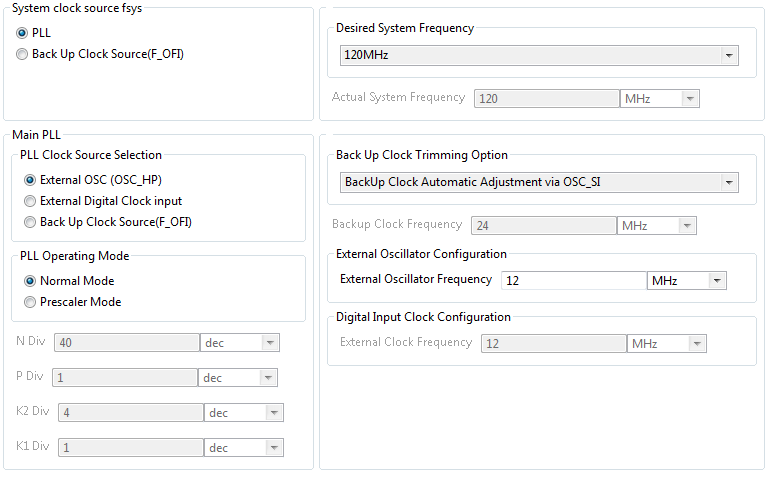 System clock source fsys
PLL
Back Up Clock Source(F_OFI)
Desired System Frequency
120MHz
Actual System Frequency 120 MHz
Main PLL
PLL Clock Source Selection
External OSC (OSC_HP)
External Digital Clock input
Back Up Clock Source(F_OFI)
PLL Operating Mode
Normal Mode
Prescaler Mode
N Div 40 dec
P Div 1 dec
K2 Div 4 dec
K1 Div 1 dec
Back Up Clock Trimming Option
BackUp Clock Automatic Adjustment via OSC_SI
Backup Clock Frequency 24 MHz
External Oscillator Configuration
External Oscillator Frequency 12 MHz
Digital Input Clock Configuration
External Clock Frequency 12 MHz